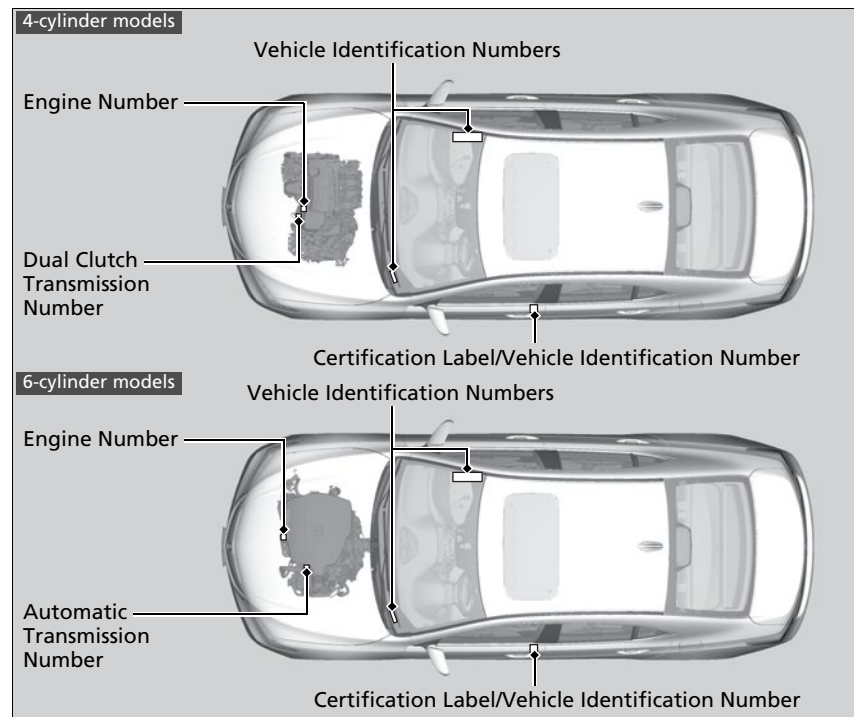 4-cylinder models
Vehicle Identification Numbers
Engine Number
Dual Clutch
Transmission
Number
Certification Label/Vehicle Identification Number
6-cylinder models
Vehicle Identification Numbers
Engine Number
Automatic
Transmission
Number
Certification Label/Vehicle Identification Number